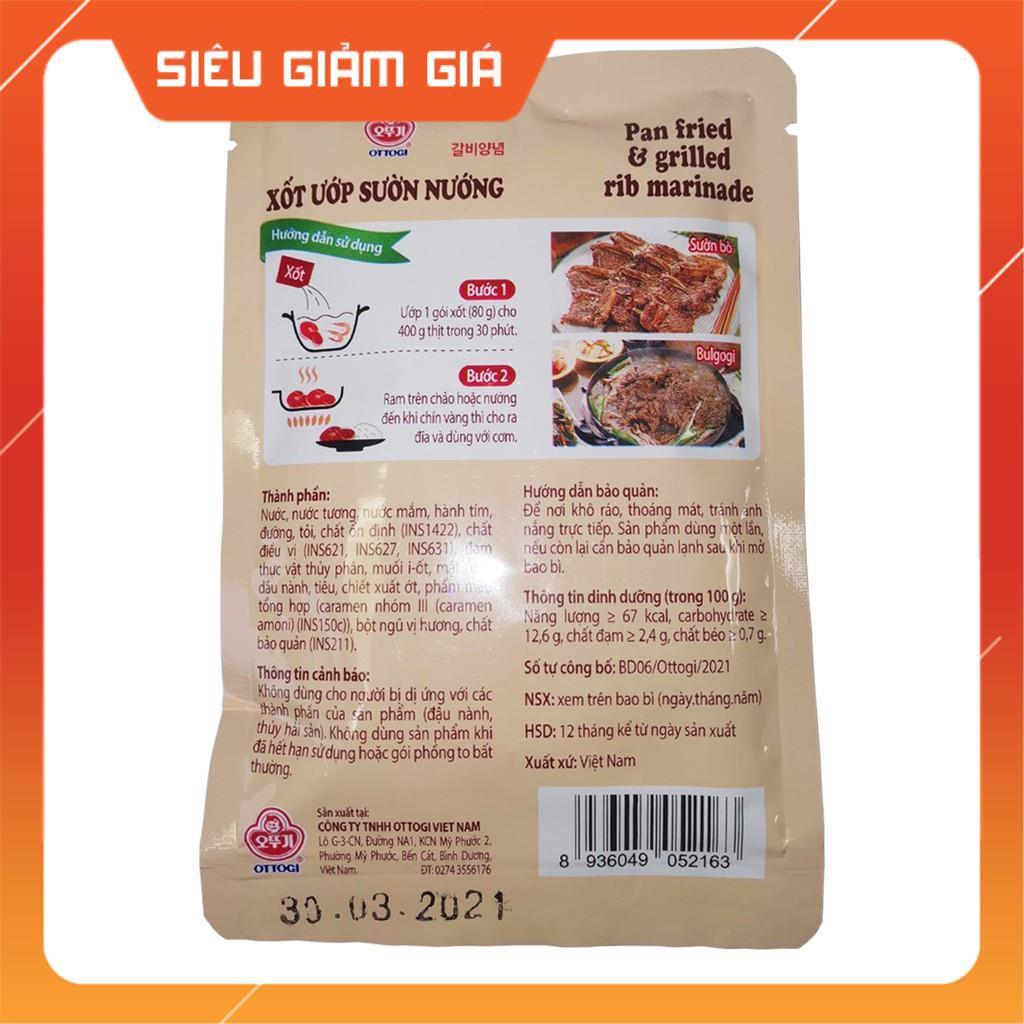 SIÊU GIẢM GIÁ
오뚜기
OTTOGI
갈비양념
XỐT ƯỚP SƯỜN NƯỚNG
Pan fried
& grilled
rib marinade
Hướng dẫn sử dụng
Xốt
Bước 1
Ướp 1 gói xốt (80 g) cho
400 g thịt trong 30 phút.
Bước 2
Ram trên chảo hoặc nướng
đến khi chín vàng thì cho ra
đĩa và dùng với cơm.
Sườn bò
Bulgogi
Thành phần:
Nước, nước tương, nước mắm, hành tím,
đường, tỏi, chất ổn định (INS1422), chất
điều vị (INS621, INS627, INS631), đạm
thực vật thủy phân, muối i-ốt,
dầu nành, tiêu, chiết xuất ớt, phẩm màu
tổng hợp (caramen nhóm III (caramen
amoni) (INS150c)), bột ngũ vị hương, chất
bảo quản (INS211).
Thông tin cảnh báo:
Không dùng cho người bị dị ứng với các
thành phần của sản phẩm (đậu nành,
thủy hải sản). Không dùng sản phẩm khi
đã hết hạn sử dụng hoặc gói phồng to bất
thường.
Hướng dẫn bảo quản:
Để nơi khô ráo, thoáng mát, tránh ánh
nắng trực tiếp. Sản phẩm dùng một lần,
nếu còn lại cần bảo quản lạnh sau khi mở
bao bì.
Thông tin dinh dưỡng (trong 100 g):
Năng lượng ≥ 67 kcal, carbohydrate ≥
12,6 g, chất đạm ≥ 2,4 g, chất béo ≥ 0,7 g.
Số tự công bố: BD06/Ottogi/2021
NSX: xem trên bao bì (ngày.tháng.năm)
HSD: 12 tháng kể từ ngày sản xuất
Xuất xứ: Việt Nam
오뚜기
OTTOGI
Sản xuất tại:
CÔNG TY TNHH OTTOGI VIET NAM
Lô G-3-CN, Đường NA1, KCN Mỹ Phước 2,
Phường Mỹ Phước, Bến Cát, Bình Dương,
Việt Nam. ĐT: 0274 3556176
8 936049 052163
30.03.2021